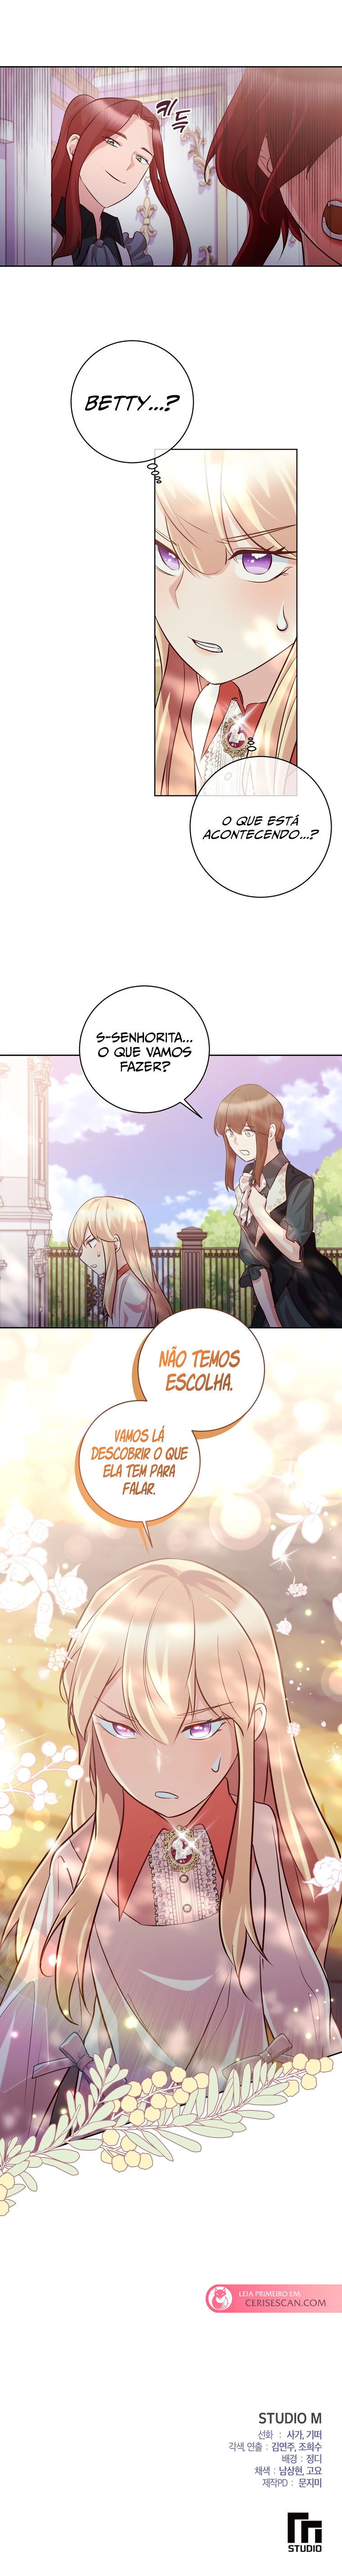 키득
BETTY...?
O QUE ESTÁ
ACONTECENDO...?
S-SENHORITA...
O QUE VAMOS
FAZER?
NÃO TEMOS
ESCOLHA.
VAMOS LÁ
DESCOBRIR O QUE
ELA TEM PARA
FALAR.
LEIA PRIMEIRO EM:
CERISESCAN.COM
STUDIO M
선화 : 사가, 기떠
각색, 연출 : 김연주, 조희수
배경 : 정디
채색 : 남상현, 고요
제작PD : 문지미
STUDIO